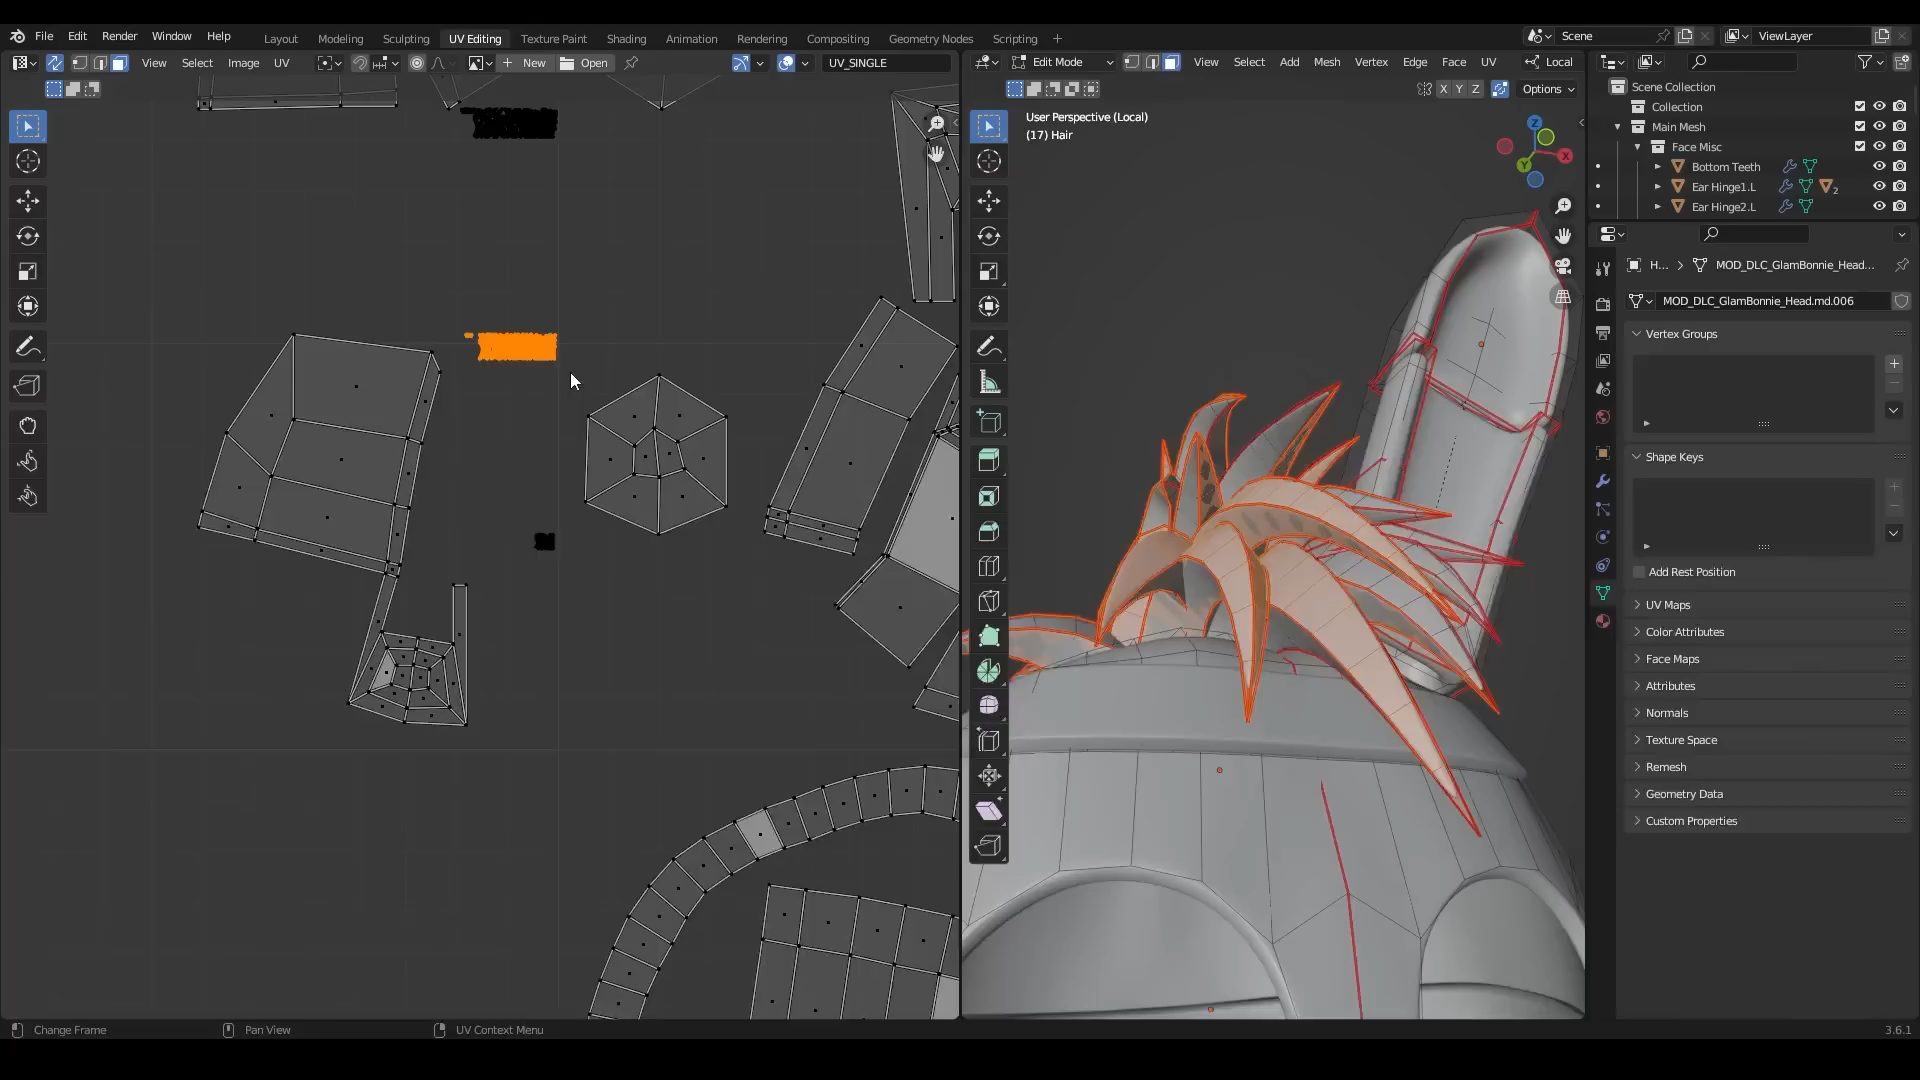 File Edit Render Window Help Layout Modeling Sculpting UV Editing Texture Paint Shading Animation Rendering Compositing Geometry Nodes Scripting + Scene ViewLayer
View Select Image UV New Open UV_SINGLE Edit Mode View Select Add Mesh Vertex Edge Face UV Local
X Y Z Options
User Perspective (Local)
(17) Hair
Z
X
Y
Scene Collection
Collection
Main Mesh
Face Misc
Bottom Teeth
Ear Hinge1.L 2
Ear Hinge2.L
H... > MOD_DLC_GlamBonnie_Head...
MOD_DLC_GlamBonnie_Head.md.006
Vertex Groups
Shape Keys
Add Rest Position
UV Maps
Color Attributes
Face Maps
Attributes
Normals
Texture Space
Remesh
Geometry Data
Custom Properties
Change Frame Pan View UV Context Menu 3.6.1